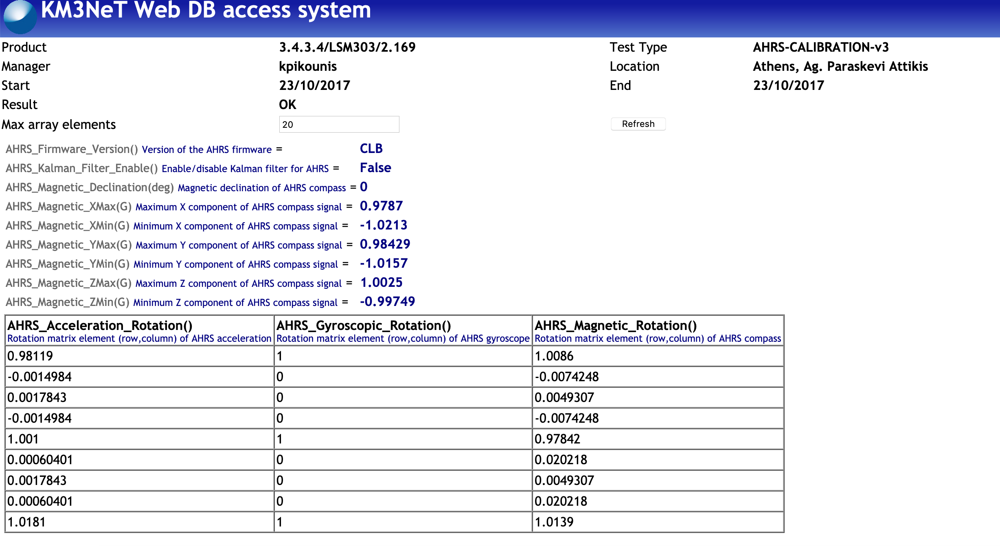 KM3NeT Web DB access system
Product 3.4.3.4/LSM303/2.169 Test Type AHRS-CALIBRATION-v3
Manager kpikounis Location Athens, Ag. Paraskevi Attikis
Start 23/10/2017 End 23/10/2017
Result OK
Max array elements 20 Refresh
AHRS_Firmware_Version() Version of the AHRS firmware = CLB
AHRS_Kalman_Filter_Enable() Enable/disable Kalman filter for AHRS = False
AHRS_Magnetic_Declination(deg) Magnetic declination of AHRS compass = 0
AHRS_Magnetic_XMax(G) Maximum X component of AHRS compass signal = 0.9787
AHRS_Magnetic_XMin(G) Minimum X component of AHRS compass signal = -1.0213
AHRS_Magnetic_YMax(G) Maximum Y component of AHRS compass signal = 0.98429
AHRS_Magnetic_YMin(G) Minimum Y component of AHRS compass signal = -1.0157
AHRS_Magnetic_ZMax(G) Maximum Z component of AHRS compass signal = 1.0025
AHRS_Magnetic_ZMin(G) Minimum Z component of AHRS compass signal = -0.99749
AHRS_Acceleration_Rotation() AHRS_Gyroscopic_Rotation() AHRS_Magnetic_Rotation()
Rotation matrix element (row,column) of AHRS acceleration Rotation matrix element (row,column) of AHRS gyroscope Rotation matrix element (row,column) of AHRS compass
0.98119 1 1.0086
-0.0014984 0 -0.0074248
0.0017843 0 0.0049307
-0.0014984 0 -0.0074248
1.001 1 0.97842
0.00060401 0 0.020218
0.0017843 0 0.0049307
0.00060401 0 0.020218
1.0181 1 1.0139